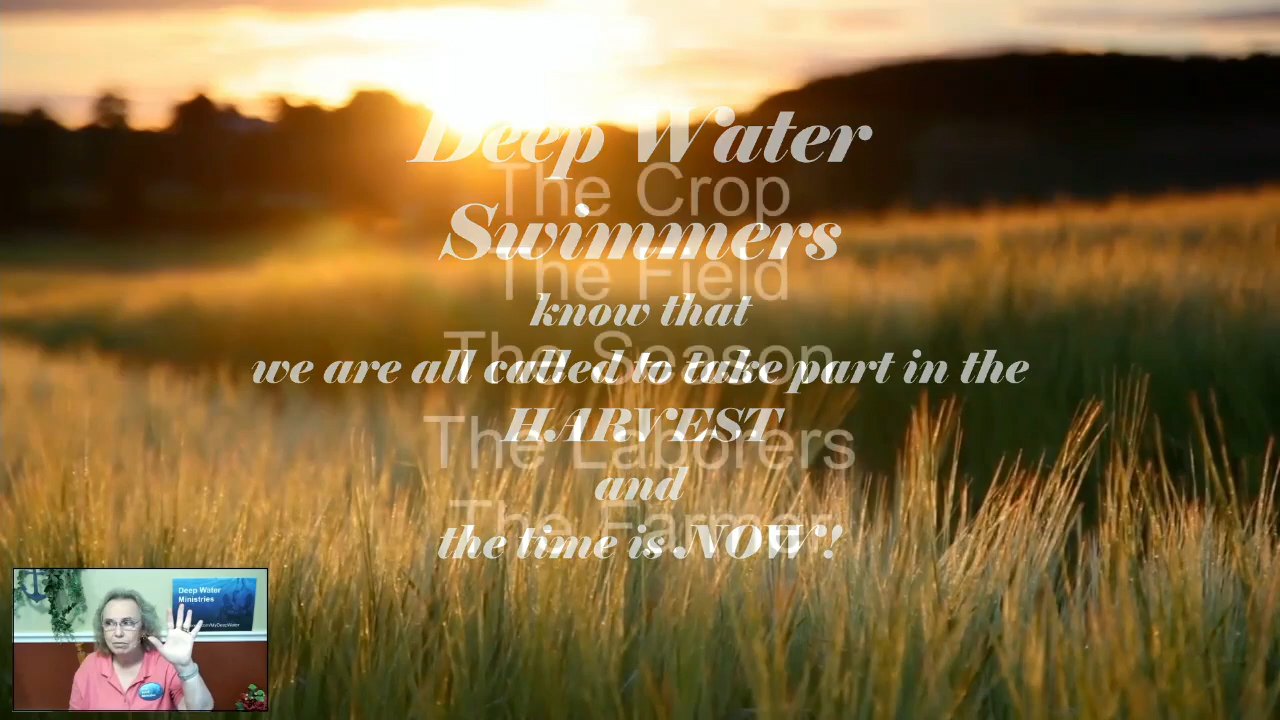 Deep Water
The Crop
Swimmers
The Field
know that
The Season
we are all called to take part in the
HARVEST
The Laborers
and
The Farmer
the time is NOW!
Deep Water
Ministries